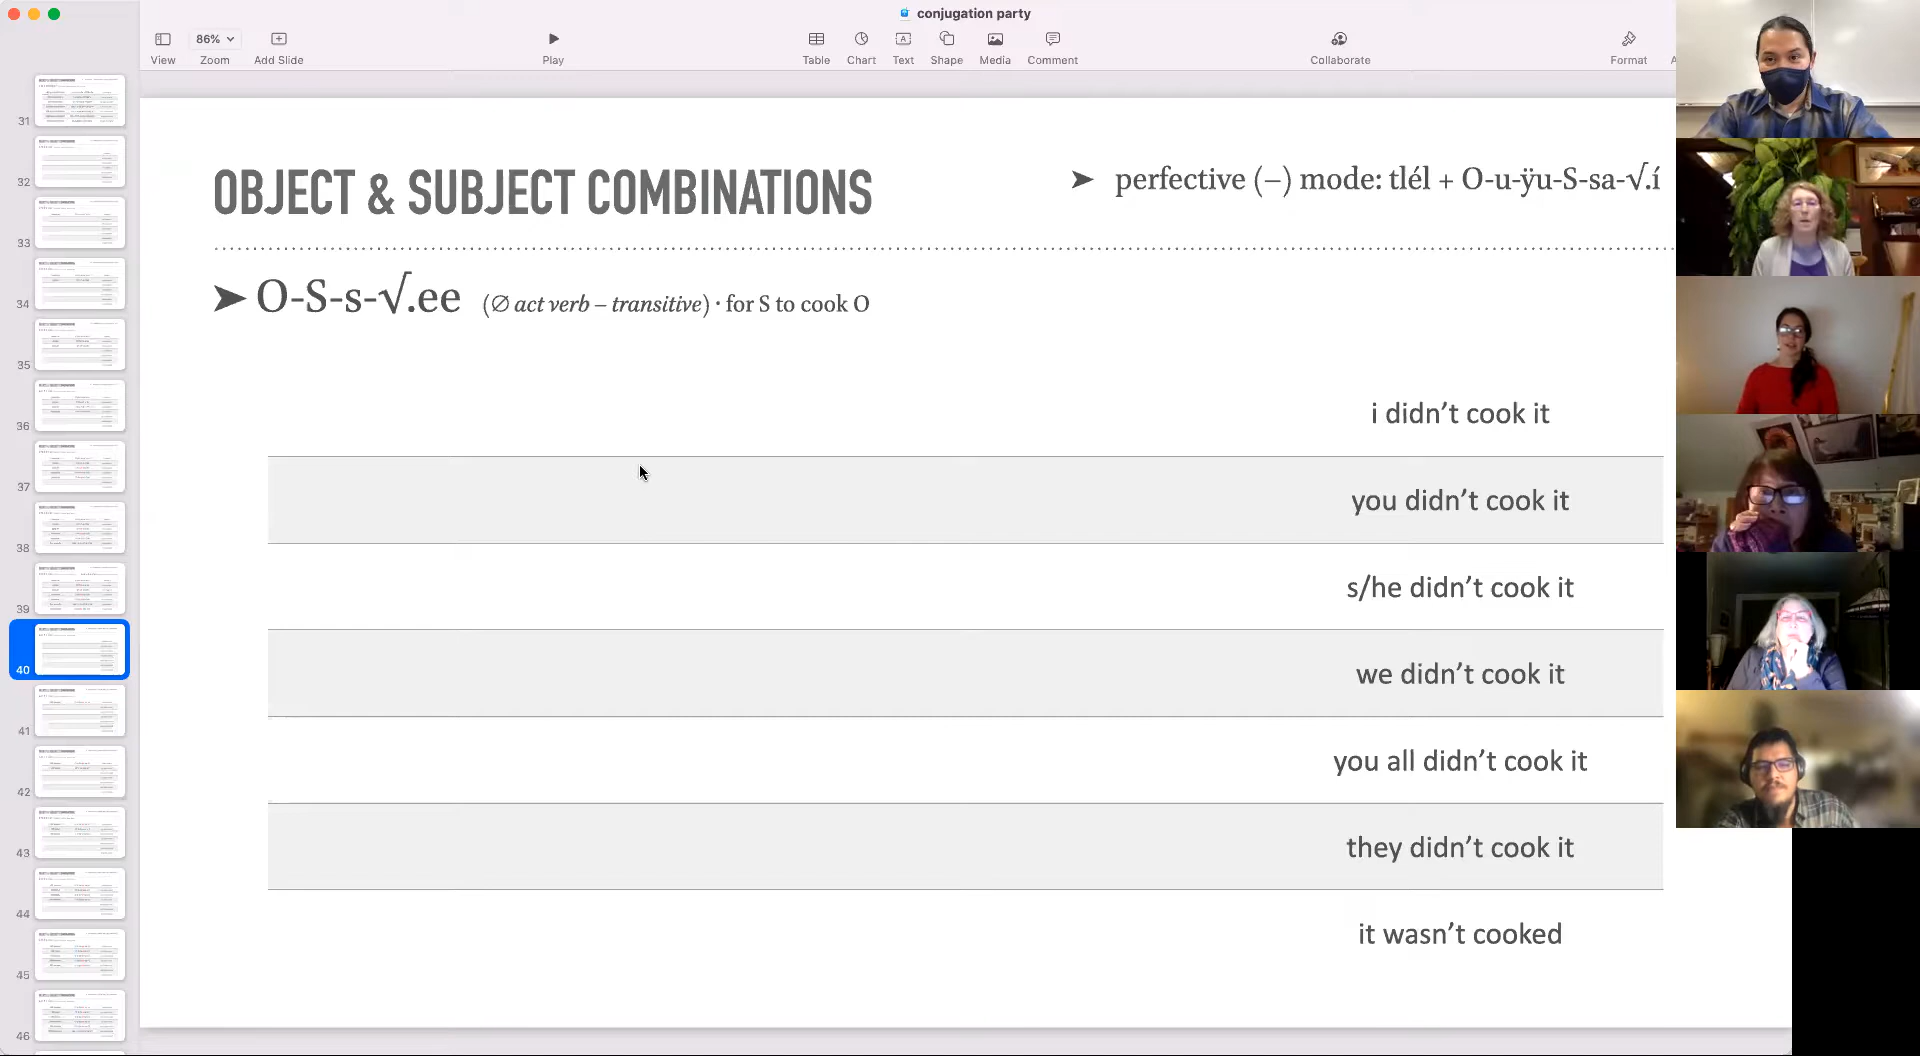 conjugation party
86%
View
Zoom
Add Slide
Play
Table
Chart
Text
Shape
Media
Comment
Collaborate
Format
OBJECT & SUBJECT COMBINATIONS
➤ perfective (–) mode: tlél + O-u-ÿu-S-sa-√.í
➤ O-S-s-√.ee (∅ act verb – transitive) · for S to cook O
i didn’t cook it
you didn’t cook it
s/he didn’t cook it
we didn’t cook it
you all didn’t cook it
they didn’t cook it
it wasn’t cooked
31
32
33
34
35
36
37
38
39
40
41
42
43
44
45
46